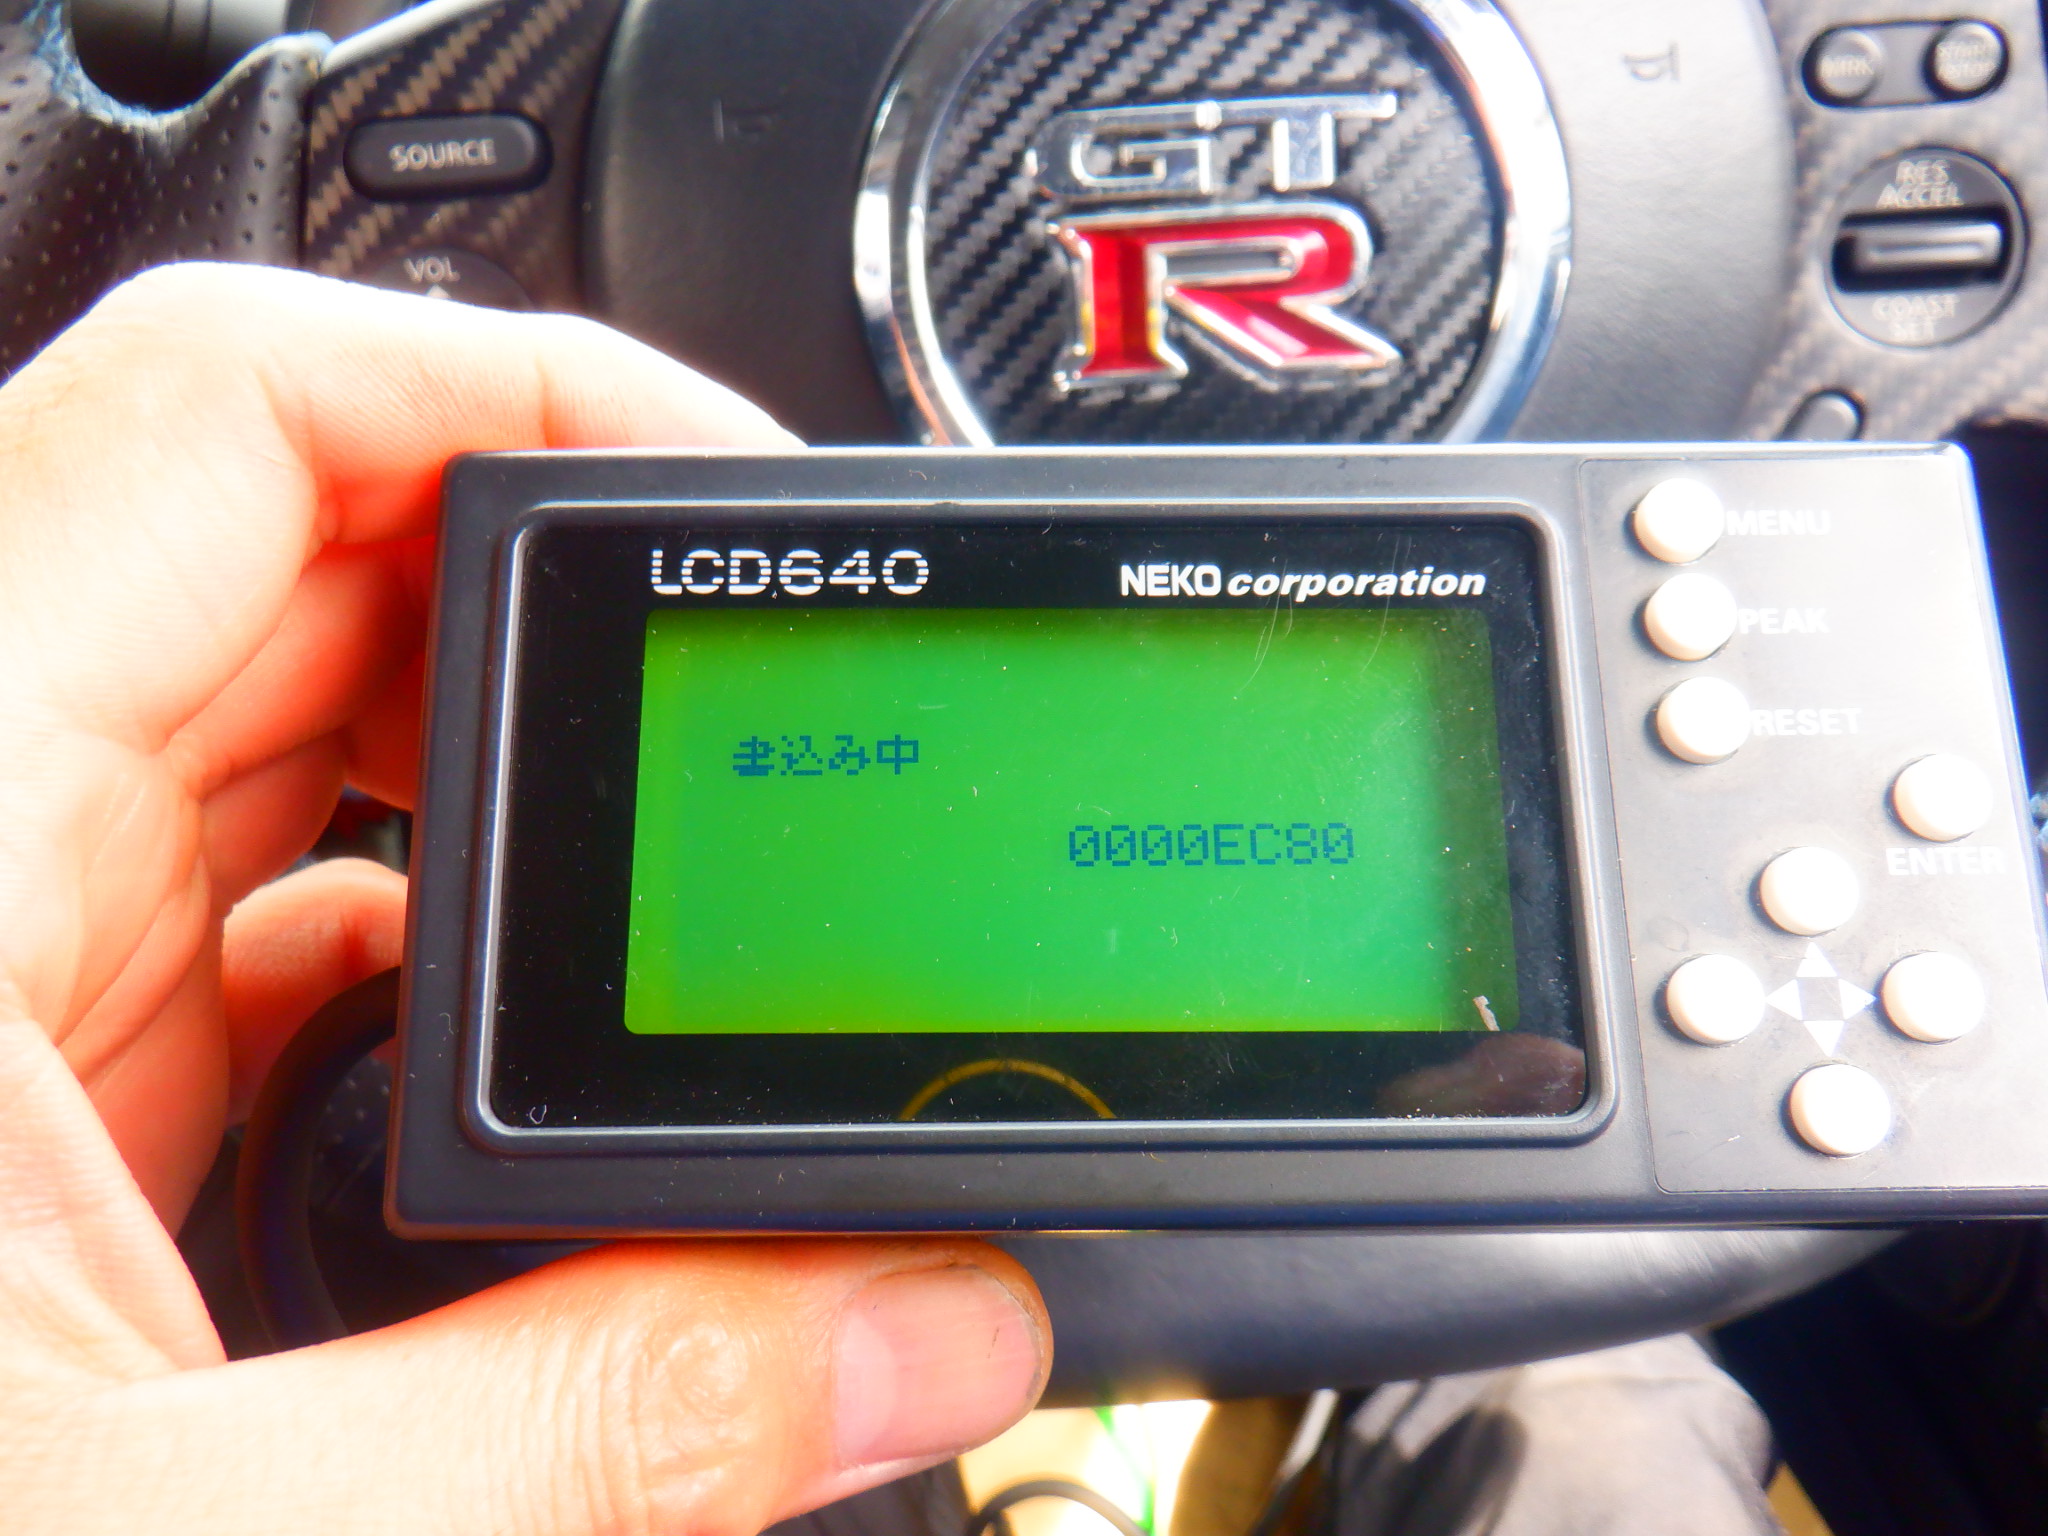 SOURCE
VOL
GT
R
RES
ACCEL
COAST
SET
LCD640
NEKO corporation
書込み中
0000EC80
MENU
PEAK
RESET
ENTER